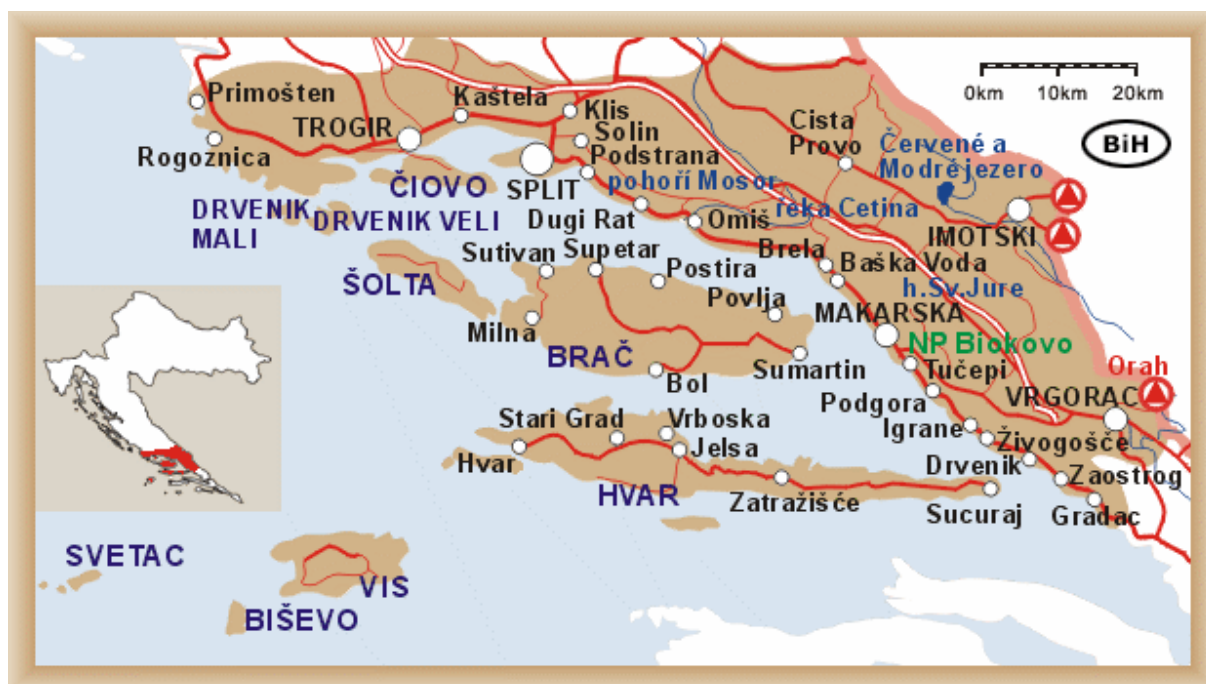 Primošten
Rogoznica
TROGIR
Kaštela
Klis
Solin
Podstrana
SPLIT
pohoří Mosor
Cista
Provo
Červené a
Modré jezero
BiH
0km 10km 20km
ČIOVO
DRVENIK
MALI
DRVENIK VELI
Dugi Rat
Omiš
řeka Cetina
IMOTSKI
Brela
Baška Voda
h.Sv.Jure
Sutivan
Supetar
Postira
Povlja
ŠOLTA
Milna
BRAČ
Bol
Sumartin
MAKARSKA
NP Biokovo
Tučepi
Orah
VRGORAC
Podgora
Igrane
Živogošče
Drvenik
Zaostrog
Gradac
Stari Grad
Vrboska
Jelsa
Hvar
HVAR
Zatražišće
Sucuraj
SVETAC
VIS
BIŠEVO